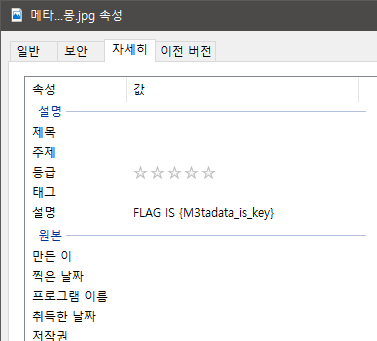 메타...몽.jpg 속성
일반 보안 자세히 이전 버전
속성 값
설명
제목
주제
등급
태그
설명 FLAG IS {M3tadata_is_key}
원본
만든 이
찍은 날짜
프로그램 이름
취득한 날짜
저작권